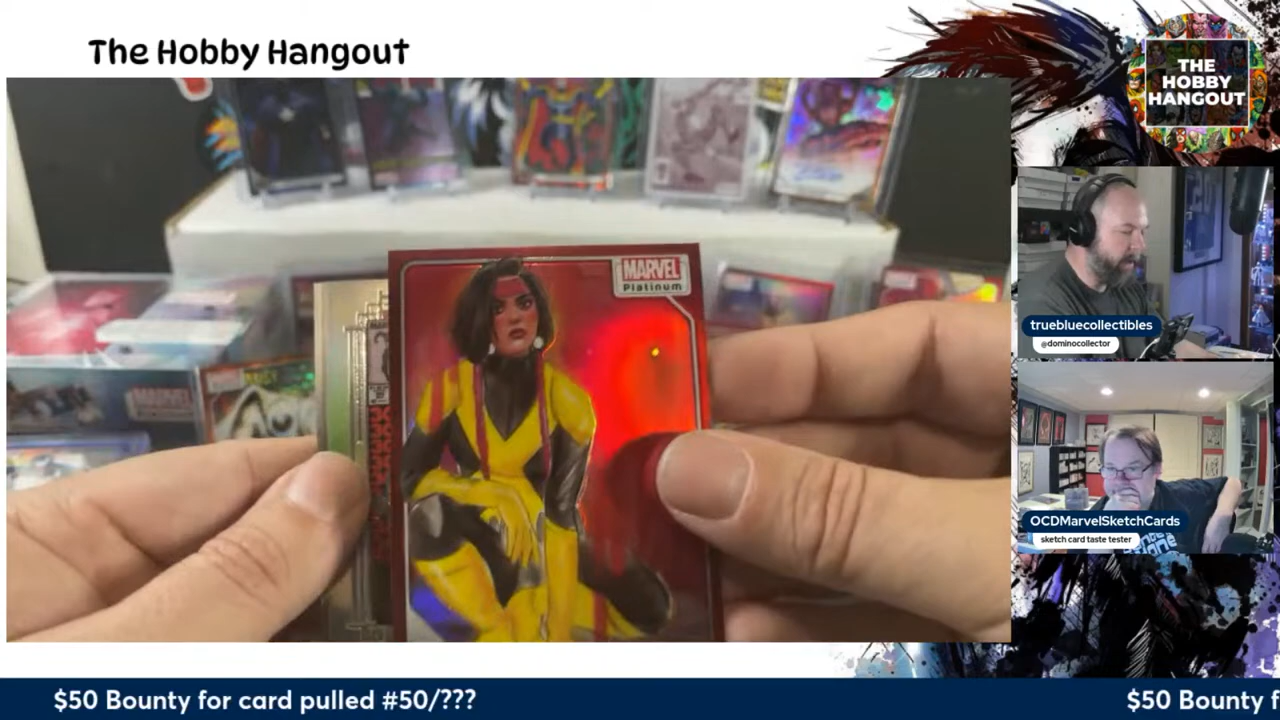 The Hobby Hangout
THE
HOBBY
HANGOUT
MARVEL
Platinum
truebluecollectibles
@dominocollector
OCDMarvelSketchCards
sketch card taste tester
$50 Bounty for card pulled #50/???
$50 Bounty f